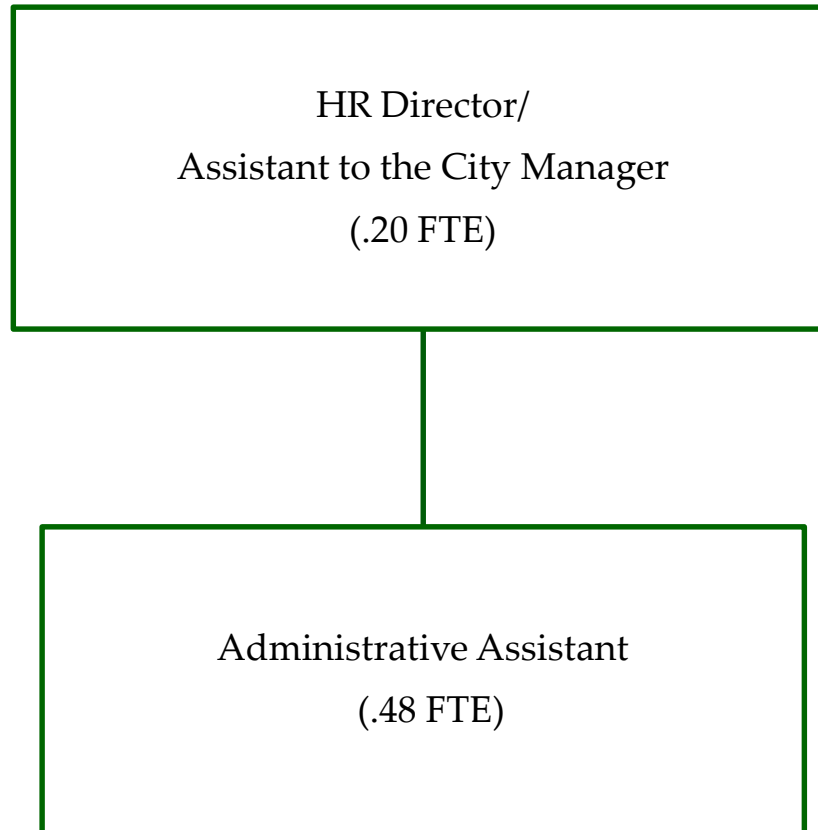 HR Director/
Assistant to the City Manager
(.20 FTE)
Administrative Assistant
(.48 FTE)